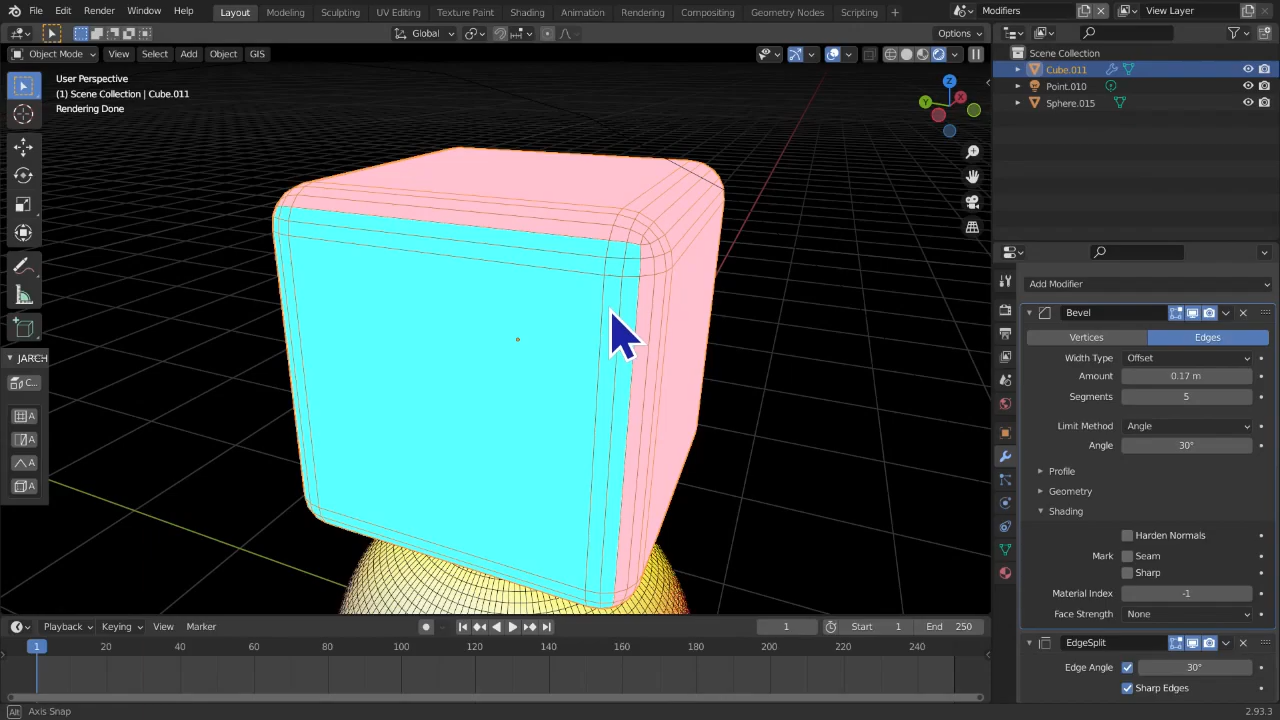 File Edit Render Window Help Layout Modeling Sculpting UV Editing Texture Paint Shading Animation Rendering Compositing Geometry Nodes Scripting + Modifiers View Layer
Global Options
Object Mode View Select Add Object GIS
User Perspective
(1) Scene Collection | Cube.011
Rendering Done
Z
X
Y
JARCH
C...
A
A
A
A
Scene Collection
Cube.011
Point.010
Sphere.015
Add Modifier
Bevel
Vertices Edges
Width Type Offset
Amount 0.17 m
Segments 5
Limit Method Angle
Angle 30°
Profile
Geometry
Shading
Harden Normals
Mark Seam
Sharp
Material Index -1
Face Strength None
EdgeSplit
Edge Angle 30°
Sharp Edges
Playback Keying View Marker 1 Start 1 End 250
1 20 40 60 80 100 120 140 160 180 200 220 240
Alt Axis Snap 2.93.3